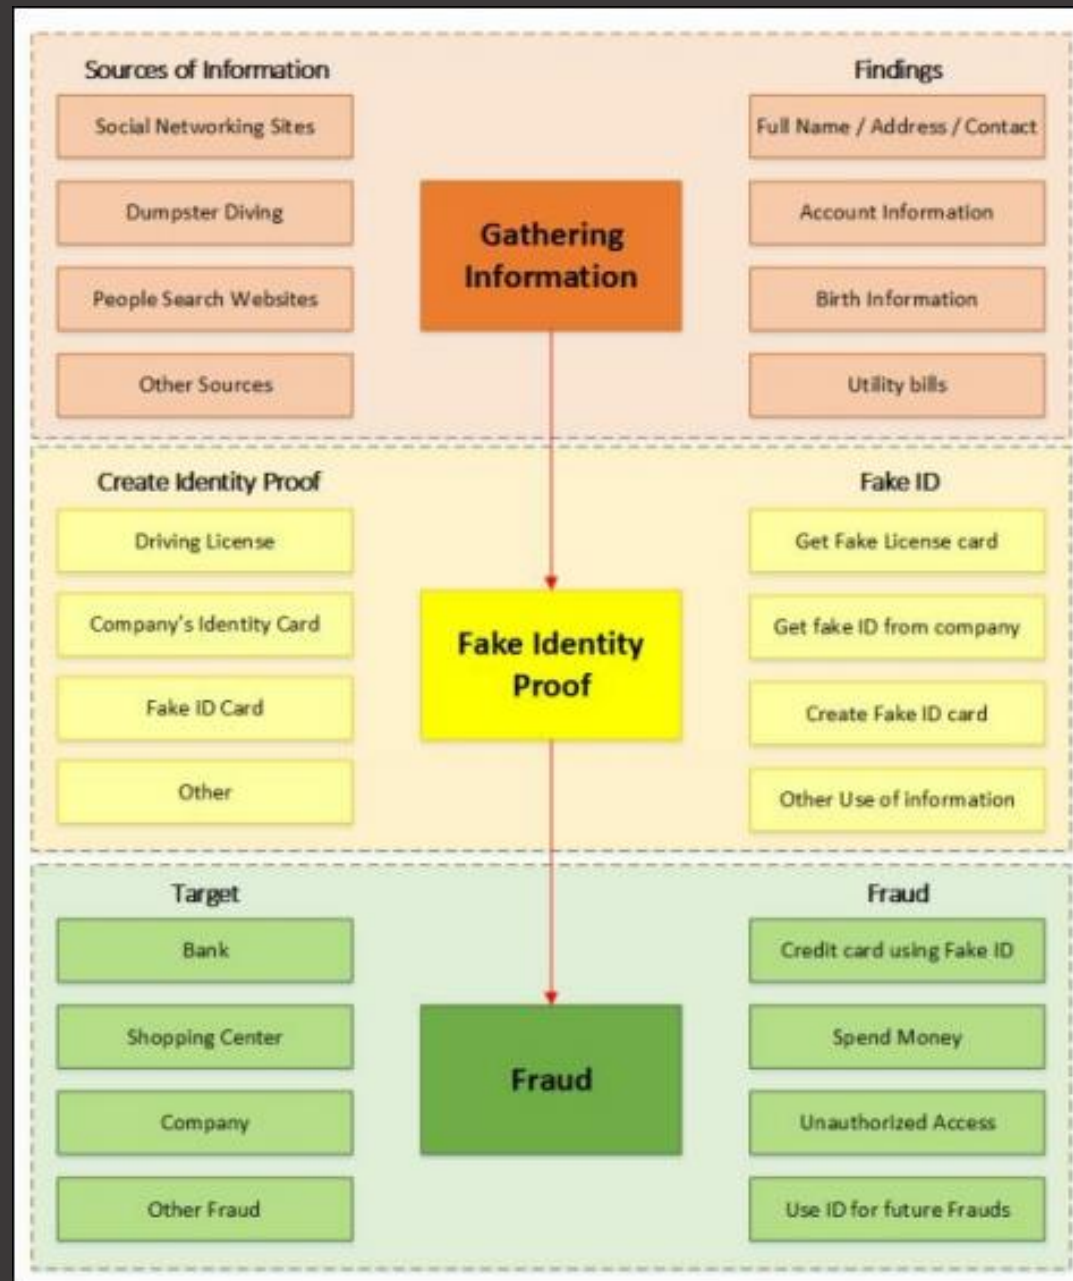 Sources of Information
Social Networking Sites
Dumpster Diving
People Search Websites
Other Sources
Gathering
Information
Findings
Full Name / Address / Contact
Account Information
Birth Information
Utility bills
Create Identity Proof
Driving License
Company's Identity Card
Fake ID Card
Other
Fake Identity
Proof
Fake ID
Get Fake License card
Get fake ID from company
Create Fake ID card
Other Use of information
Target
Bank
Shopping Center
Company
Other Fraud
Fraud
Fraud
Credit card using Fake ID
Spend Money
Unauthorized Access
Use ID for future Frauds